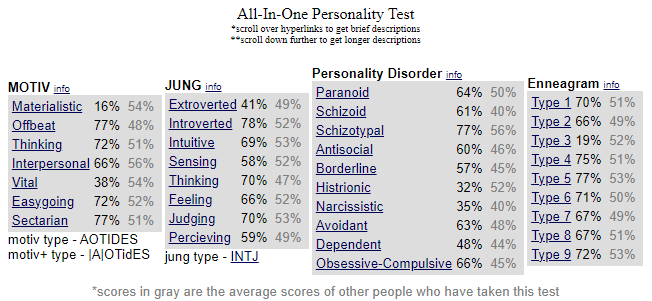 All-In-One Personality Test
*scroll over hyperlinks to get brief descriptions
**scroll down further to get longer descriptions
MOTIV info
Materialistic 16% 54%
Offbeat 77% 48%
Thinking 72% 51%
Interpersonal 66% 56%
Vital 38% 54%
Easygoing 72% 52%
Sectarian 77% 51%
motiv type - AOTIDES
motiv+ type - |A|OTidES
JUNG info
Extroverted 41% 49%
Introverted 78% 52%
Intuitive 69% 53%
Sensing 58% 52%
Thinking 70% 47%
Feeling 66% 52%
Judging 70% 53%
Percieving 59% 49%
jung type - INTJ
Personality Disorder info
Paranoid 64% 50%
Schizoid 61% 40%
Schizotypal 77% 56%
Antisocial 60% 46%
Borderline 57% 45%
Histrionic 32% 52%
Narcissistic 35% 40%
Avoidant 63% 48%
Dependent 48% 44%
Obsessive-Compulsive 66% 45%
Enneagram info
Type 1 70% 51%
Type 2 66% 49%
Type 3 19% 52%
Type 4 75% 51%
Type 5 77% 53%
Type 6 71% 50%
Type 7 67% 49%
Type 8 67% 51%
Type 9 72% 53%
*scores in gray are the average scores of other people who have taken this test